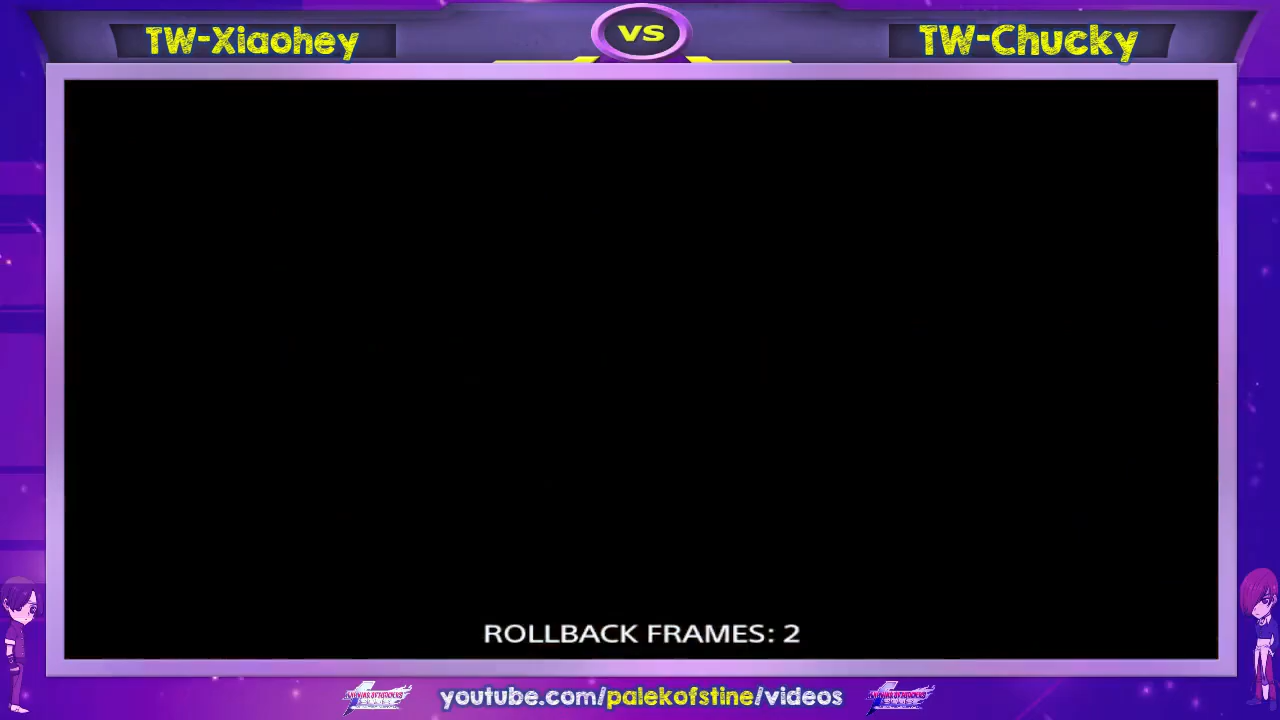 TW-Xiaohey
VS
TW-Chucky
ROLLBACK FRAMES: 2
youtube.com/palekofstine/videos